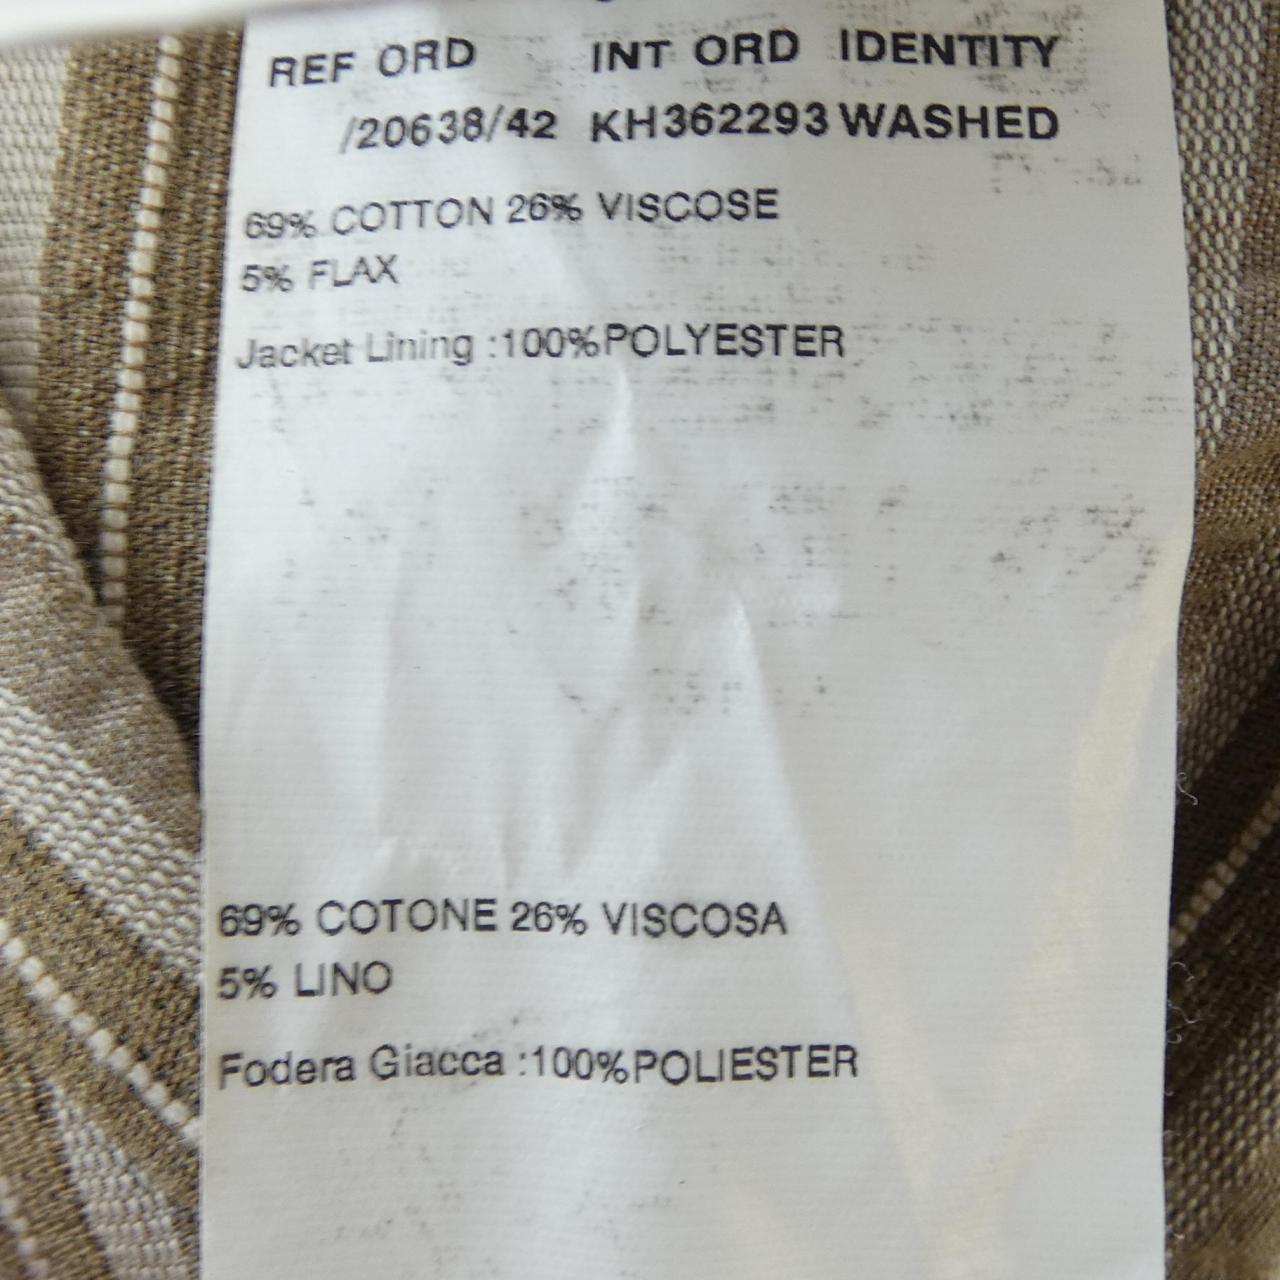 REF ORD INT ORD IDENTITY
/20638/42 KH362293 WASHED
69% COTTON 26% VISCOSE
5% FLAX
Jacket Lining :100%POLYESTER
69% COTONE 26% VISCOSA
5% LINO
Fodera Giacca :100%POLIESTER